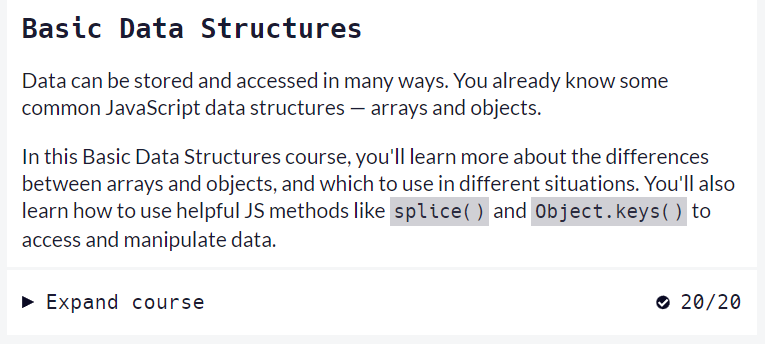 Basic Data Structures
Data can be stored and accessed in many ways. You already know some
common JavaScript data structures — arrays and objects.
In this Basic Data Structures course, you'll learn more about the differences
between arrays and objects, and which to use in different situations. You'll also
learn how to use helpful JS methods like splice() and Object.keys() to
access and manipulate data.
Expand course 20/20